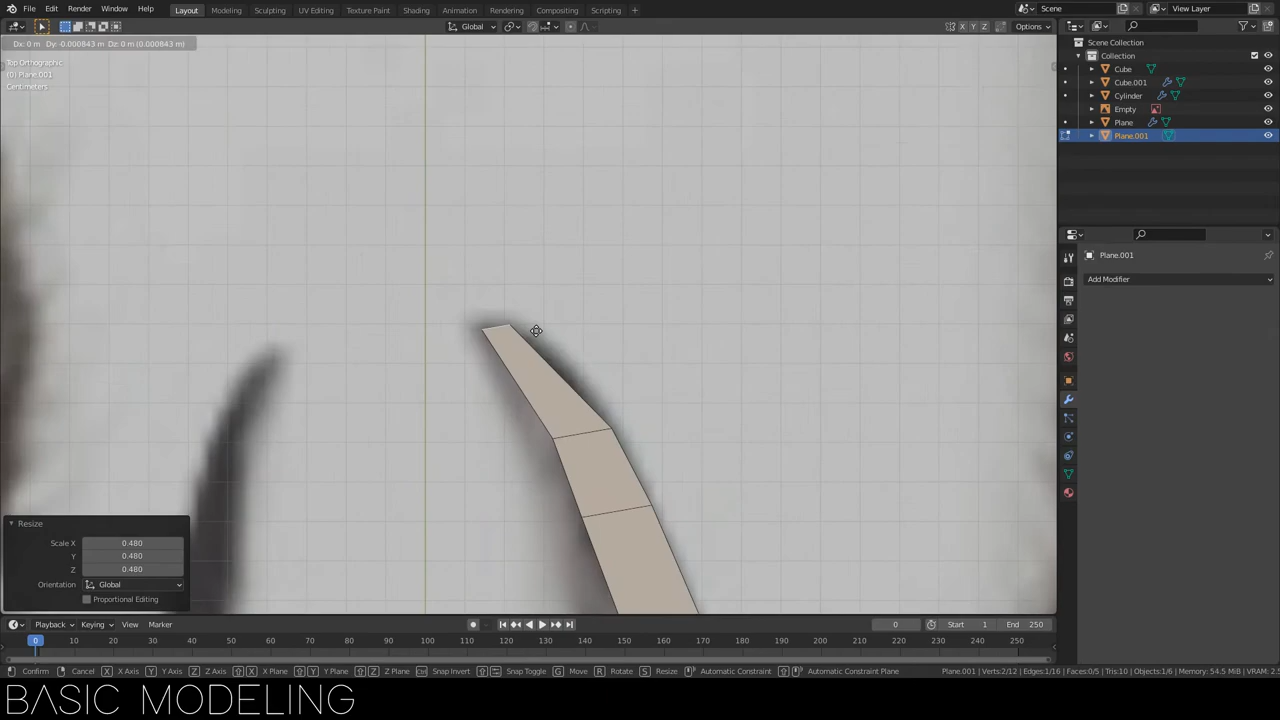 File Edit Render Window Help Layout Modeling Sculpting UV Editing Texture Paint Shading Animation Rendering Compositing Scripting + Scene View Layer
Global X Y Z Options
Dx: 0 m Dy: -0.000843 m Dz: 0 m (0.000843 m)
Top Orthographic
(0) Plane.001
Centimeters
Scene Collection
Collection
Cube
Cube.001
Cylinder
Empty
Plane
Plane.001
Plane.001
Add Modifier
Resize
Scale X 0.480
Y 0.480
Z 0.480
Orientation Global
Proportional Editing
Playback Keying View Marker 0 Start 1 End 250
0 10 20 30 40 50 60 70 80 90 100 110 120 130 140 150 160 170 180 190 200 210 220 230 240 250
Confirm Cancel X X Axis Y Y Axis Z Z Axis X X Plane Y Y Plane Z Z Plane Ctrl Snap Invert Snap Toggle G Move R Rotate S Resize Automatic Constraint Automatic Constraint Plane Plane.001 | Verts:2/12 | Edges:1/16 | Faces:0/5 | Tris:10 | Objects:1/6 | Memory: 54.5 MiB | VRAM: 2.
BASIC MODELING